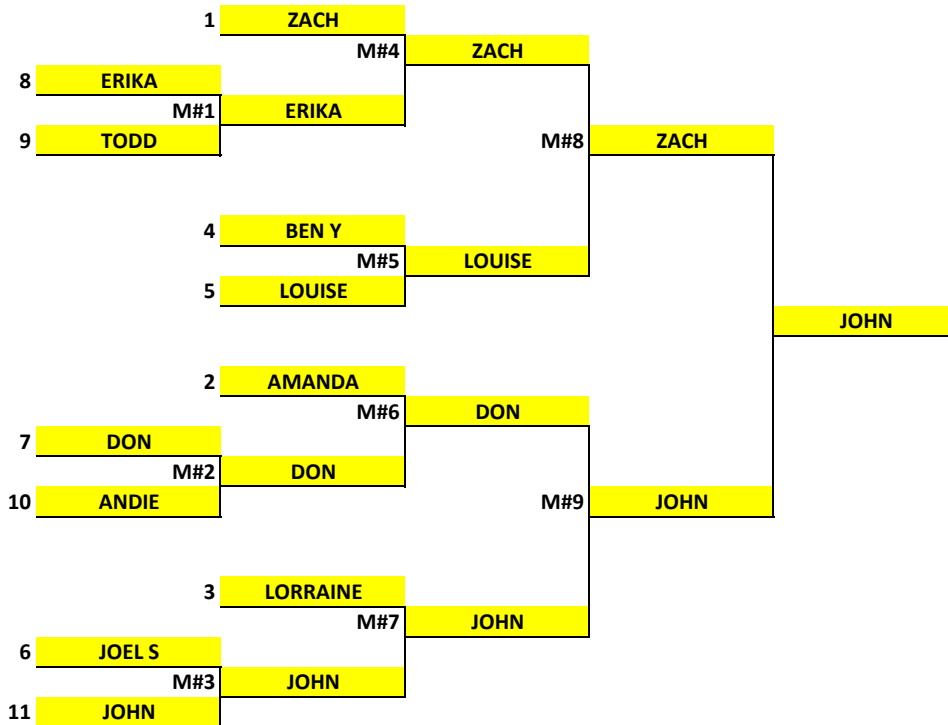 1 ZACH
M#4 ZACH
8 ERIKA
M#1 ERIKA
9 TODD
M#8 ZACH
4 BEN Y
M#5 LOUISE
5 LOUISE
JOHN
2 AMANDA
M#6 DON
7 DON
M#2 DON
10 ANDIE
M#9 JOHN
3 LORRAINE
M#7 JOHN
6 JOEL S
M#3 JOHN
11 JOHN